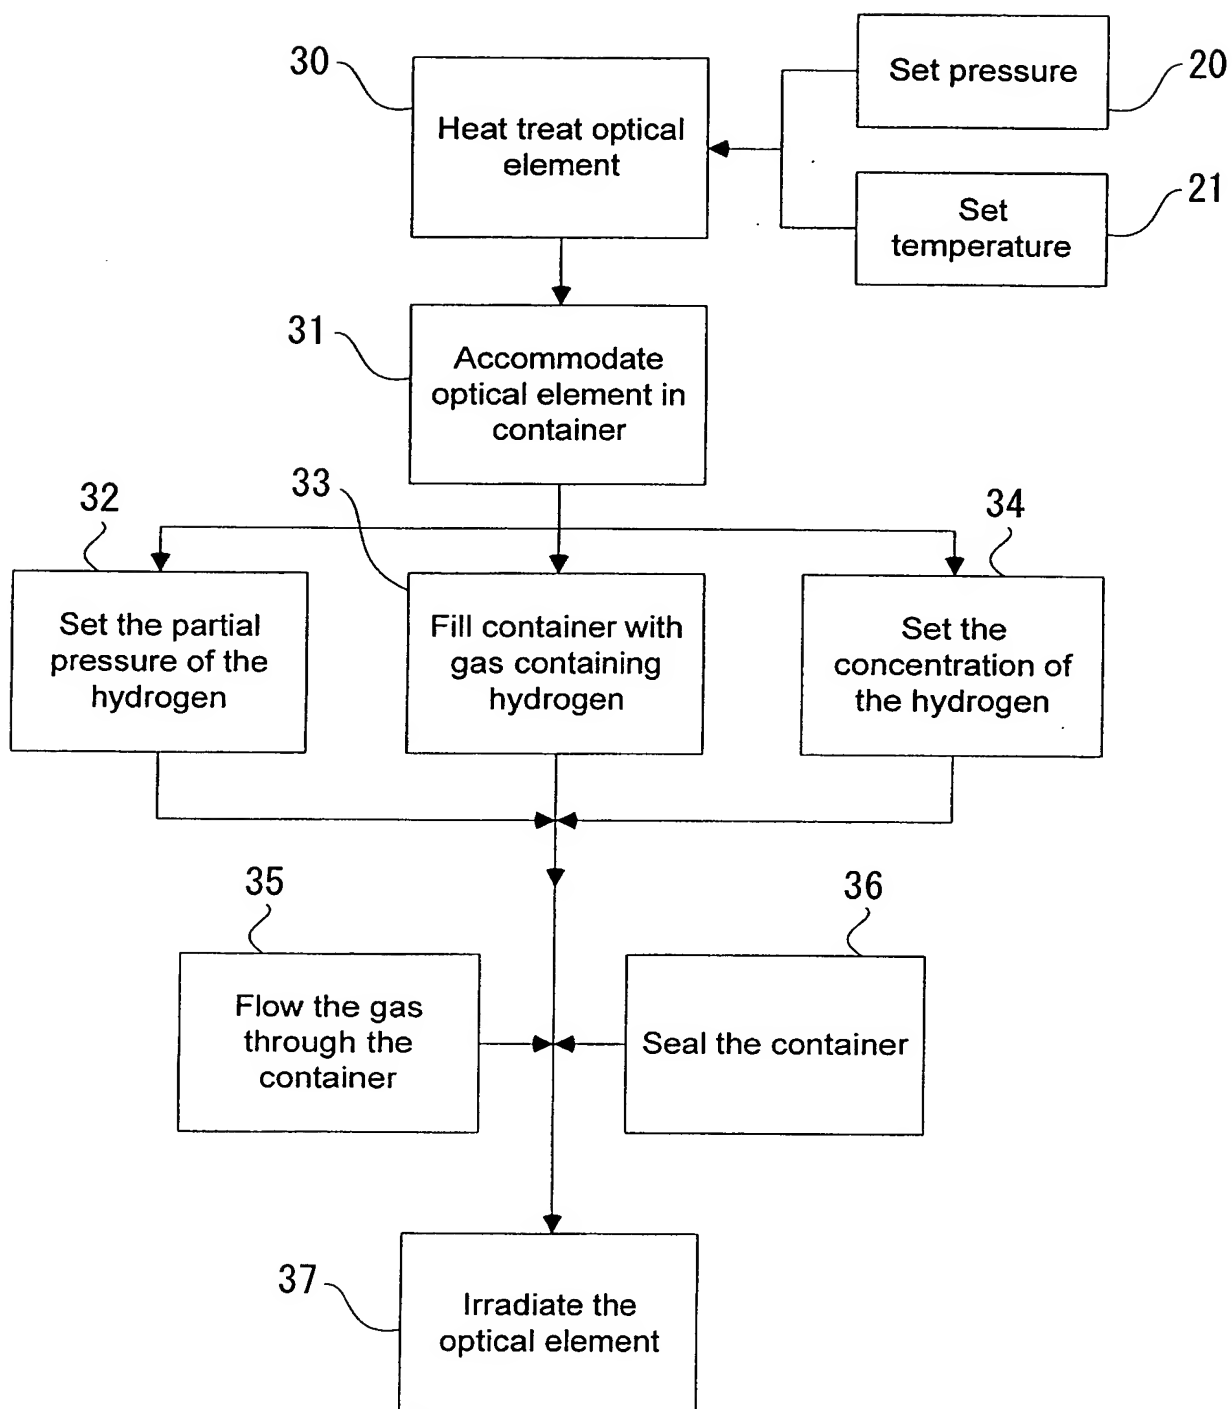 30
Heat treat optical
element
Set pressure
20
Set
temperature
21
31
Accommodate
optical element in
container
32
Set the partial
pressure of the
hydrogen
33
Fill container with
gas containing
hydrogen
34
Set the
concentration of
the hydrogen
35
Flow the gas
through the
container
36
Seal the container
37
Irradiate the
optical element